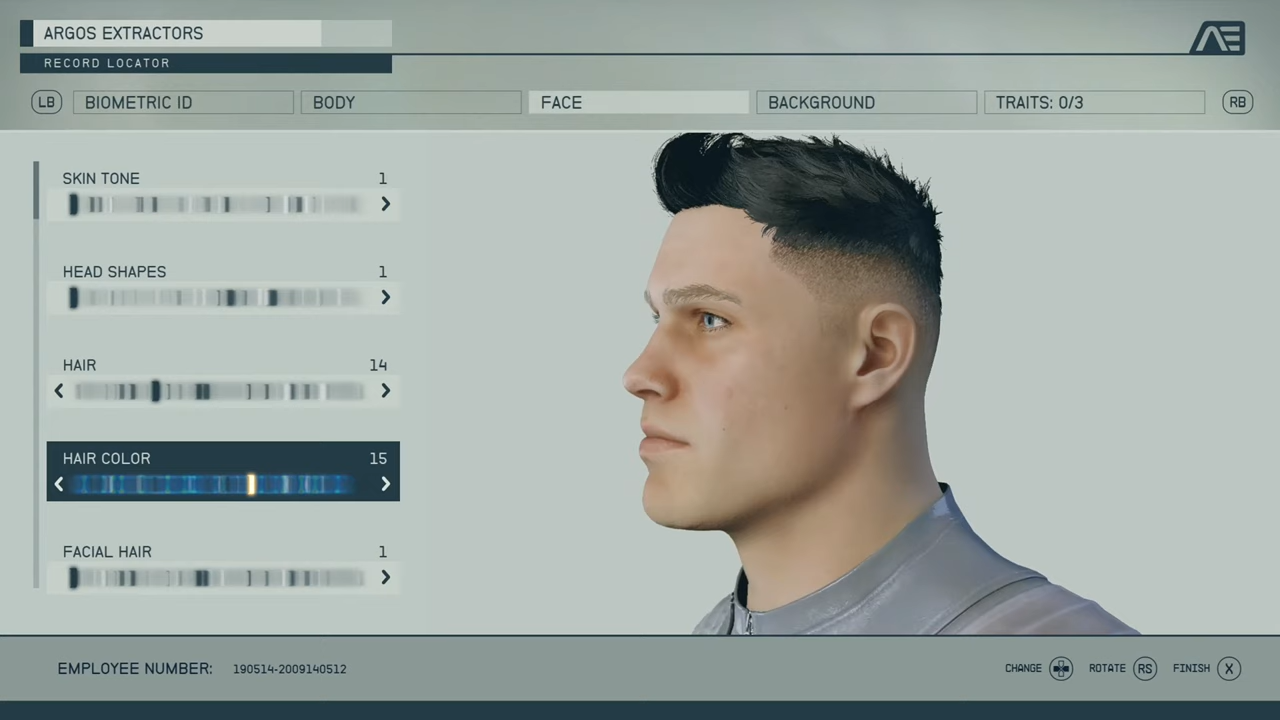 ARGOS EXTRACTORS
RECORD LOCATOR
LB BIOMETRIC ID BODY FACE BACKGROUND TRAITS: 0/3 RB
SKIN TONE 1
HEAD SHAPES 1
HAIR 14
HAIR COLOR 15
FACIAL HAIR 1
EMPLOYEE NUMBER: 190514-2009140512
CHANGE ROTATE RS FINISH X